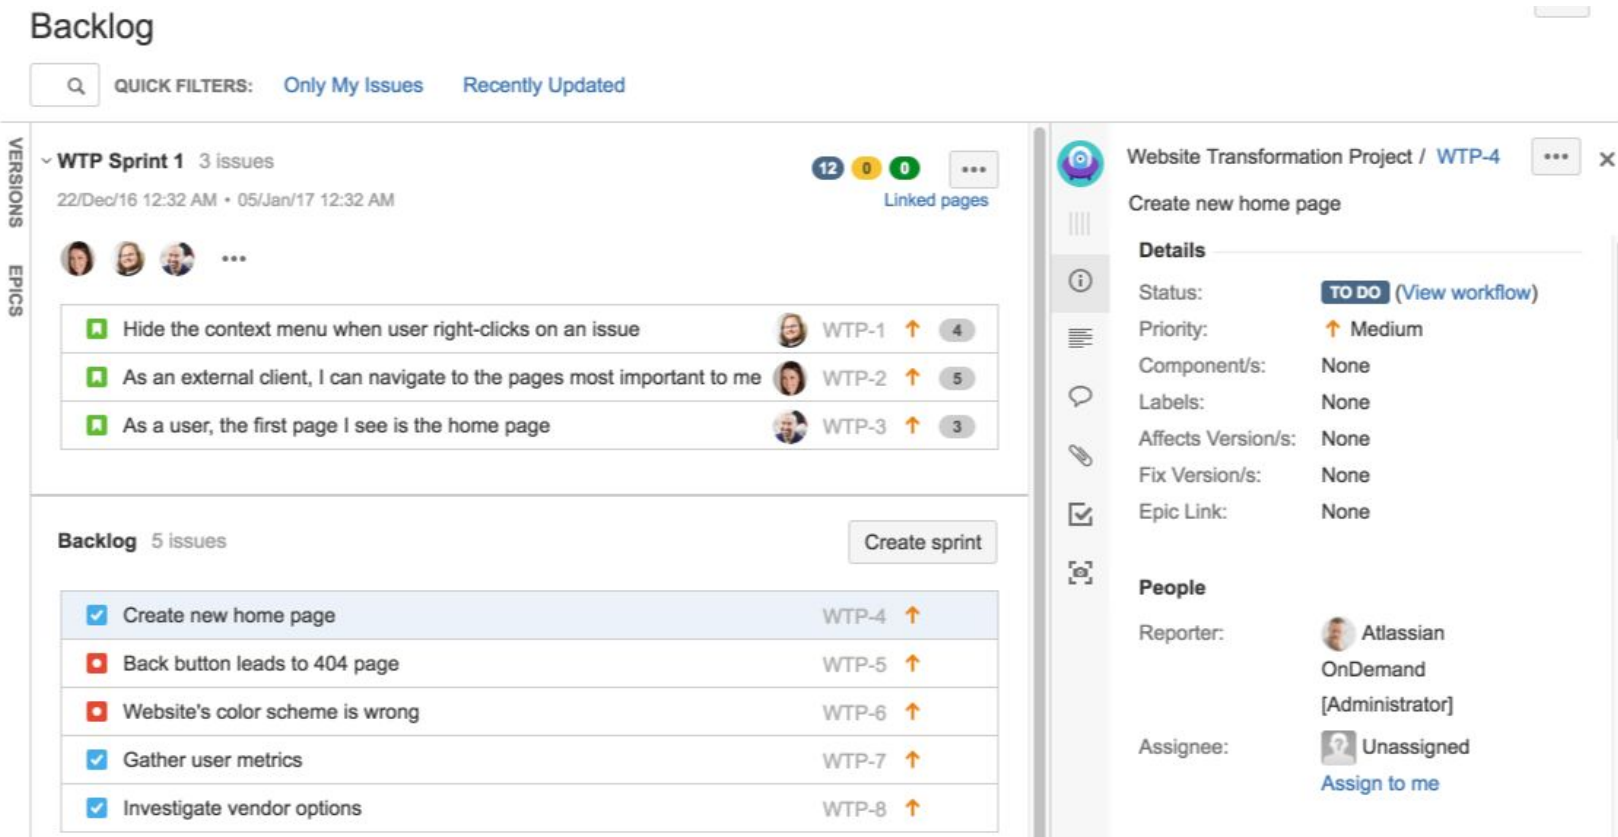 Backlog
QUICK FILTERS: Only My Issues Recently Updated
VERSIONS
EPICS
WTP Sprint 1 3 issues 12 0 0 •••
22/Dec/16 12:32 AM • 05/Jan/17 12:32 AM Linked pages
•••
Hide the context menu when user right-clicks on an issue WTP-1 4
As an external client, I can navigate to the pages most important to me WTP-2 5
As a user, the first page I see is the home page WTP-3 3
Backlog 5 issues Create sprint
Create new home page WTP-4
Back button leads to 404 page WTP-5
Website's color scheme is wrong WTP-6
Gather user metrics WTP-7
Investigate vendor options WTP-8
Website Transformation Project / WTP-4 •••
Create new home page
Details
Status: TO DO (View workflow)
Priority: Medium
Component/s: None
Labels: None
Affects Version/s: None
Fix Version/s: None
Epic Link: None
People
Reporter: Atlassian
OnDemand
[Administrator]
Assignee: Unassigned
Assign to me